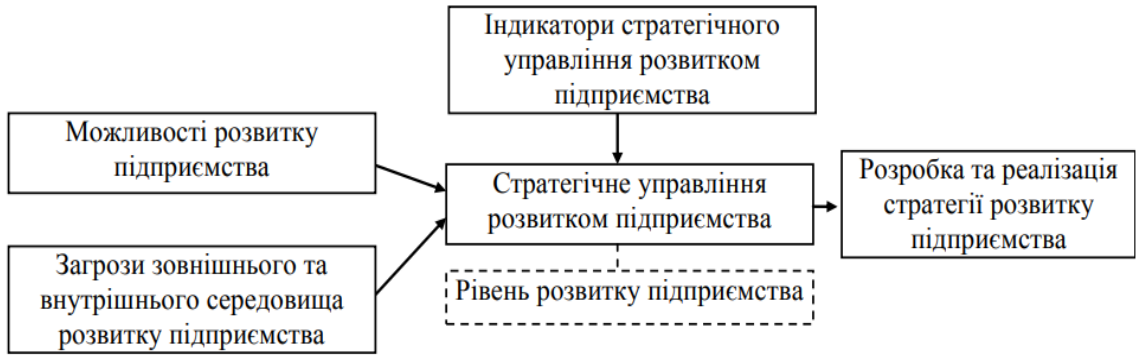 Індикатори стратегічного
управління розвитком
підприємства
Можливості розвитку
підприємства
Стратегічне управління
розвитком підприємства
Розробка та реалізація
стратегії розвитку
підприємства
Загрози зовнішнього та
внутрішнього середовища
розвитку підприємства
Рівень розвитку підприємства